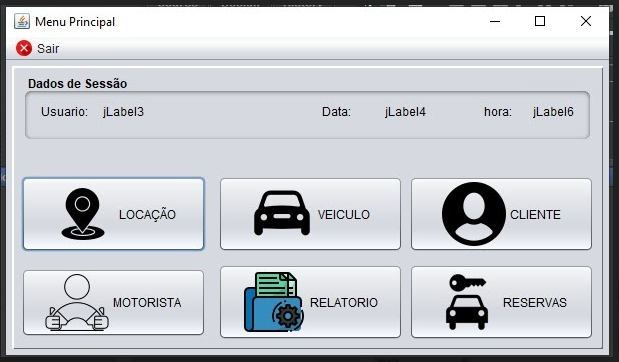 Menu Principal
Sair
Dados de Sessão
Usuario: jLabel3 Data: jLabel4 hora: jLabel6
LOCAÇÃO VEICULO CLIENTE
MOTORISTA RELATORIO RESERVAS